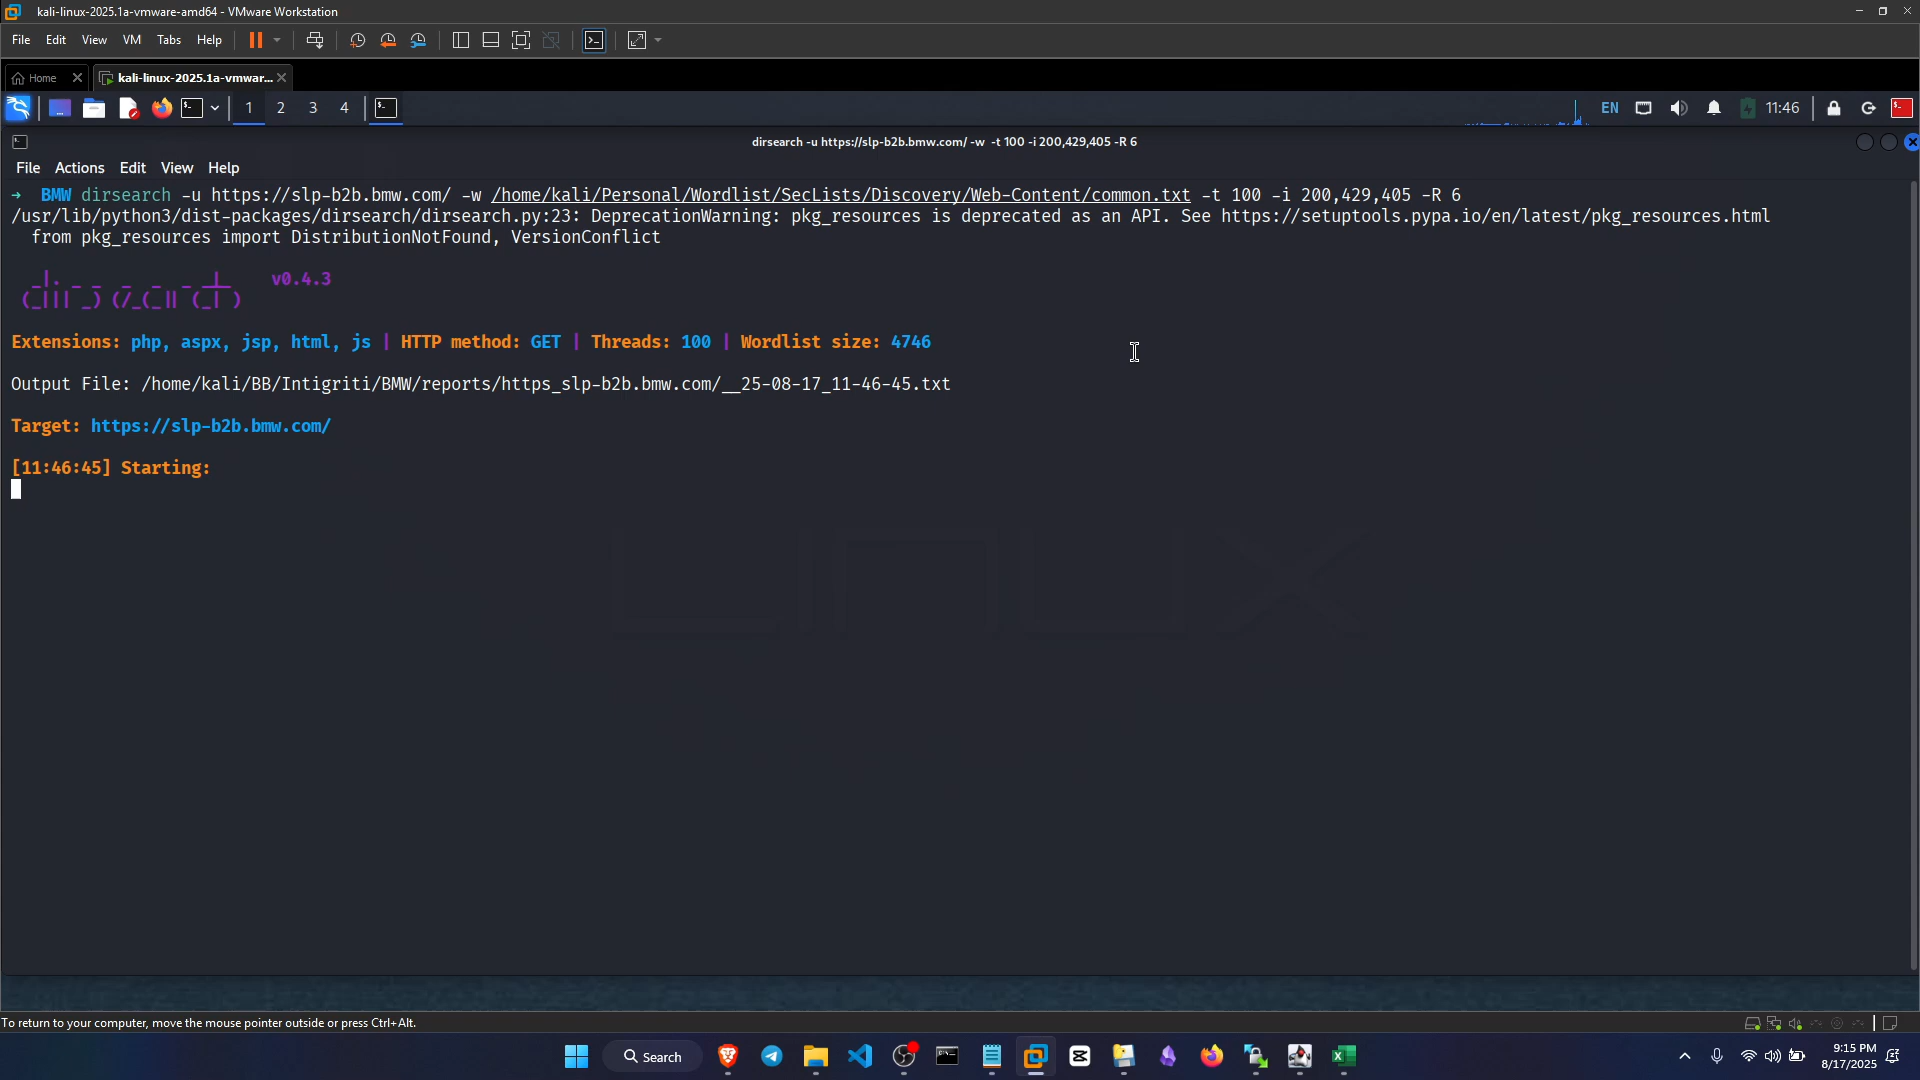 kali-linux-2025.1a-vmware-amd64 - VMware Workstation
File Edit View VM Tabs Help
Home kali-linux-2025.1a-vmwar...
1 2 3 4 EN 11:46
dirsearch -u https://slp-b2b.bmw.com/ -w  -t 100 -i 200,429,405 -R 6
File Actions Edit View Help
→ BMW dirsearch -u https://slp-b2b.bmw.com/ -w /home/kali/Personal/Wordlist/SecLists/Discovery/Web-Content/common.txt -t 100 -i 200,429,405 -R 6
/usr/lib/python3/dist-packages/dirsearch/dirsearch.py:23: DeprecationWarning: pkg_resources is deprecated as an API. See https://setuptools.pypa.io/en/latest/pkg_resources.html
from pkg_resources import DistributionNotFound, VersionConflict
_|. _ _  _  _  _ _|_    v0.4.3
(_||| _) (/_(_|| (_| )
Extensions: php, aspx, jsp, html, js | HTTP method: GET | Threads: 100 | Wordlist size: 4746
Output File: /home/kali/BB/Intigriti/BMW/reports/https_slp-b2b.bmw.com/__25-08-17_11-46-45.txt
Target: https://slp-b2b.bmw.com/
[11:46:45] Starting:
To return to your computer, move the mouse pointer outside or press Ctrl+Alt.
Search
9:15 PM
8/17/2025